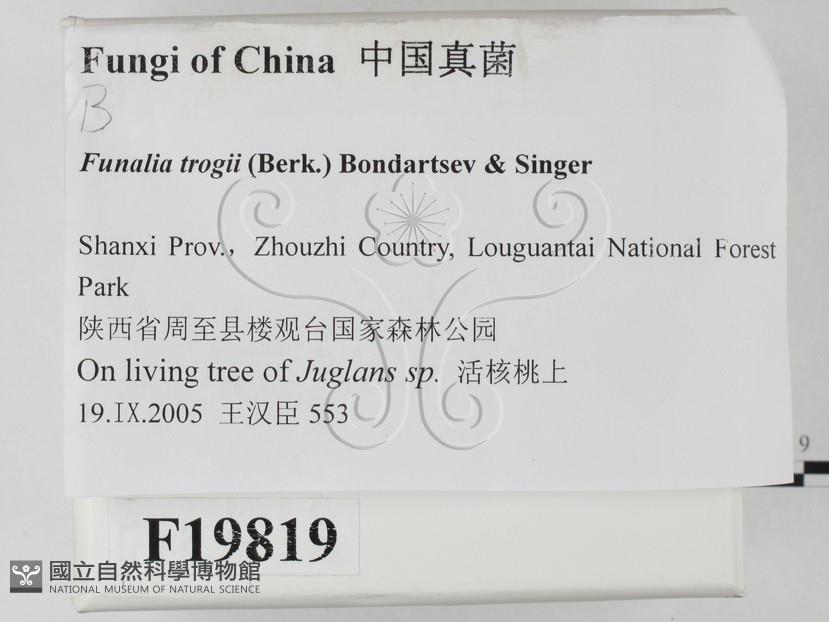 Fungi of China 中国真菌
B
Funalia trogii (Berk.) Bondartsev & Singer
Shanxi Prov., Zhouzhi Country, Louguantai National Forest
Park
陕西省周至县楼观台国家森林公园
On living tree of Juglans sp. 活核桃上
19.IX.2005 王汉臣 553
9
F19819
國立自然科學博物館
NATIONAL MUSEUM OF NATURAL SCIENCE